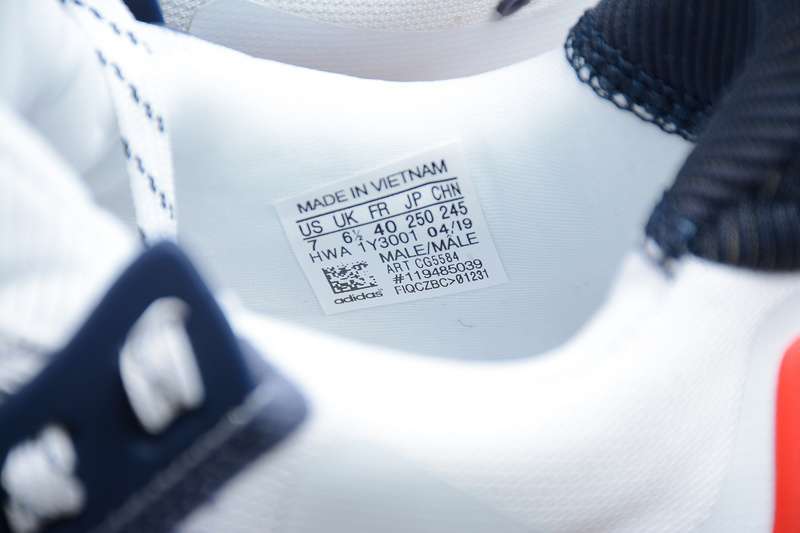 MADE IN VIETNAM
US UK FR JP CHN
7 6½ 40 250 245
HWA 1Y3001 04/19
MALE/MÂLE
ART CG5584
#119485039
FIQCZBC>01231
adidas